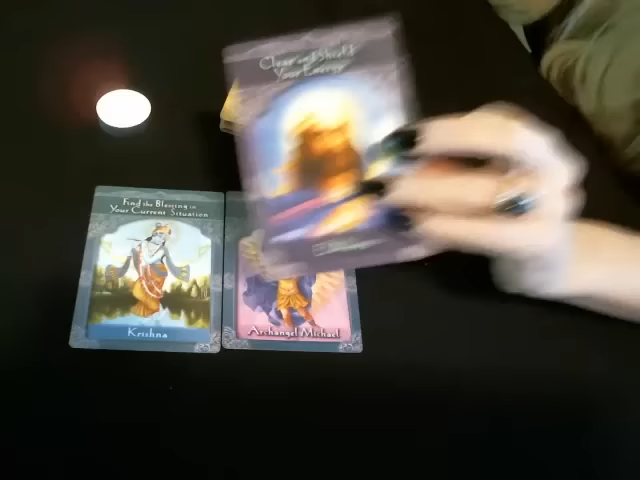 Clear and Shield
Your Energy
Find the Blessing in
Your Current Situation
Krishna
Archangel Michael